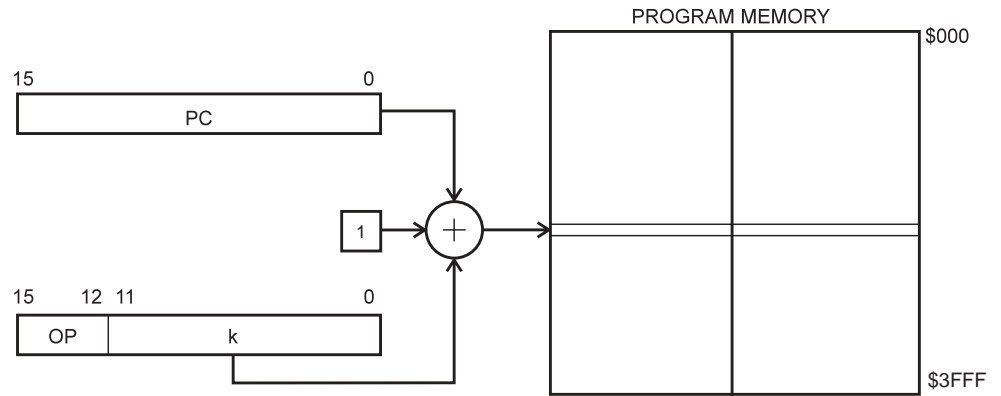 PROGRAM MEMORY
$000
15 0
PC
1
+
15 12 11 0
OP k
$3FFF